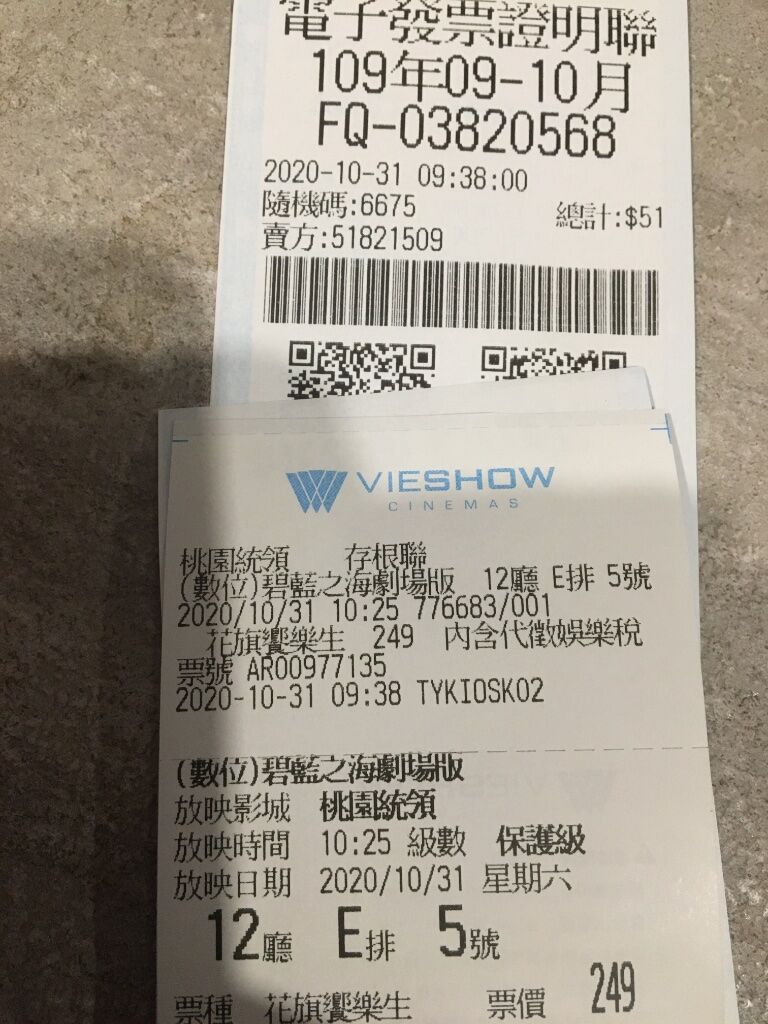 電子發票證明聯
109年09-10月
FQ-03820568
2020-10-31 09:38:00
隨機碼:6675 總計:$51
賣方:51821509
VIESHOW
CINEMAS
桃園統領 存根聯
(數位)碧藍之海劇場版 12廳 E排 5號
2020/10/31 10:25 776683/001
花旗饗樂生 249 內含代徵娛樂稅
票號 AR00977135
2020-10-31 09:38 TYKIOSK02
(數位)碧藍之海劇場版
放映影城 桃園統領
放映時間 10:25 級數 保護級
放映日期 2020/10/31 星期六
12廳 E排 5號
票種 花旗饗樂生 票價 249